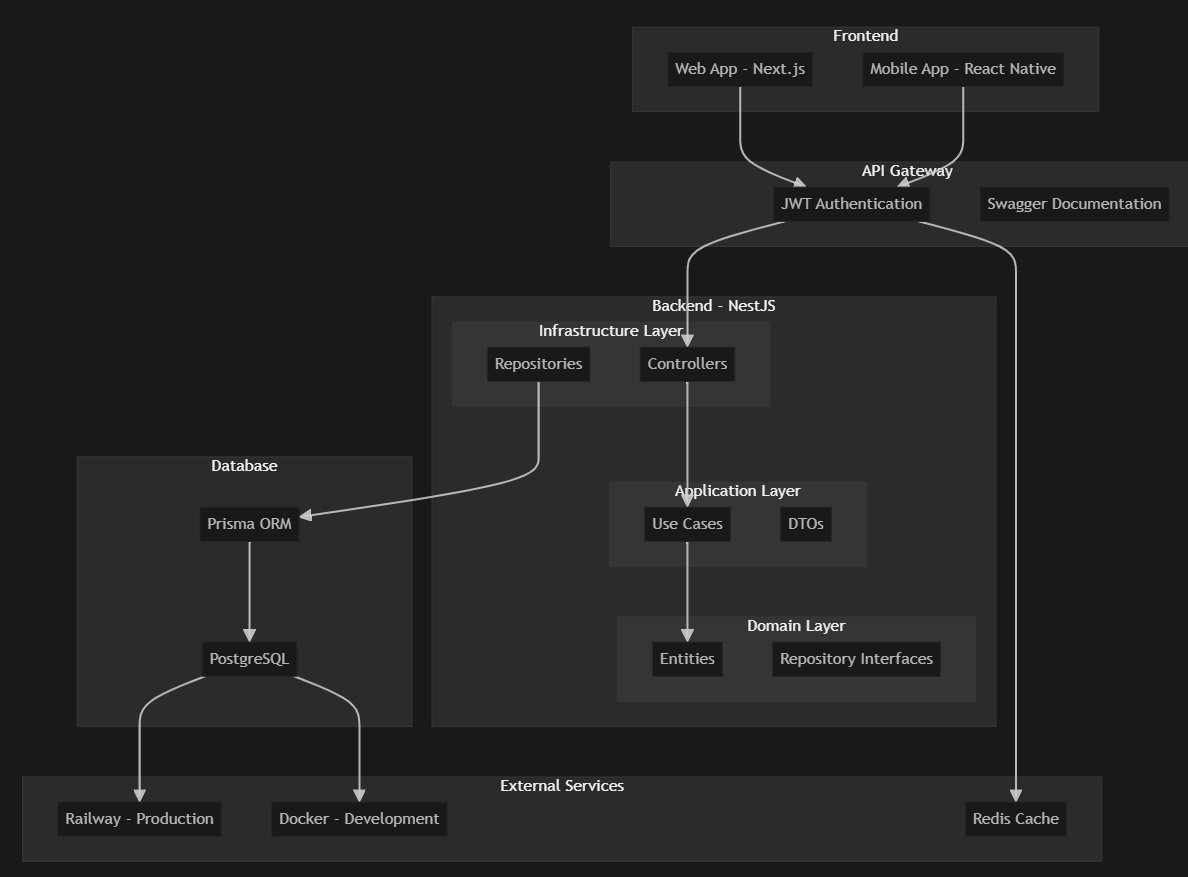 Frontend
Web App - Next.js
Mobile App - React Native
API Gateway
JWT Authentication
Swagger Documentation
Backend - NestJS
Infrastructure Layer
Repositories
Controllers
Database
Application Layer
Prisma ORM
Use Cases
DTOs
Domain Layer
PostgreSQL
Entities
Repository Interfaces
External Services
Railway - Production
Docker - Development
Redis Cache